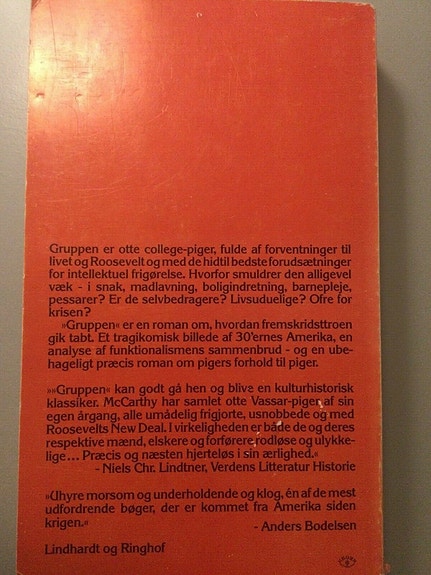 Gruppen er otte college-piger, fulde af forventninger til
livet og Roosevelt og med de hidtil bedste forudsætninger
for intellektuel frigørelse. Hvorfor smuldrer den alligevel
væk - i snak, madlavning, boligindretning, barnepleje,
pessarer? Er de selvbedragere? Livsuduelige? Ofre for
krisen?
»Gruppen« er en roman om, hvordan fremskridsttroen
gik tabt. Et tragikomisk billede af 30'ernes Amerika, en
analyse af funktionalismens sammenbrud - og en ube-
hageligt præcis roman om pigers forhold til piger.
»»Gruppen« kan godt gå hen og blive en kulturhistorisk
klassiker. McCarthy har samlet otte Vassar-piger af sin
egen årgang, alle umådelig frigjorte, usnobbede og med
Roosevelts New Deal. I virkeligheden er både de og deres
respektive mænd, elskere og forførere rodløse og ulykke-
lige... Præcis og næsten hjerteløs i sin ærlighed.«
- Niels Chr. Lindtner, Verdens Litteratur Historie
»Uhyre morsom og underholdende og klog, én af de mest
udfordrende bøger, der er kommet fra Amerika siden
krigen.«
- Anders Bodelsen
Lindhardt og Ringhof